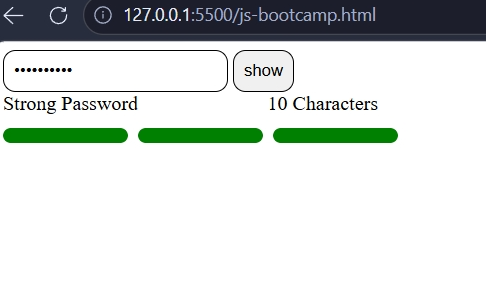 127.0.0.1:5500/js-bootcamp.html
•••••••••• show
Strong Password 10 Characters